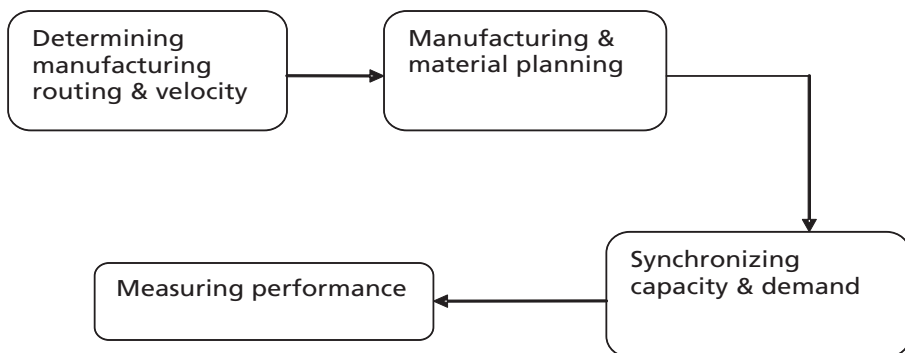 Determining
manufacturing
routing & velocity
Manufacturing &
material planning
Synchronizing
capacity & demand
Measuring performance